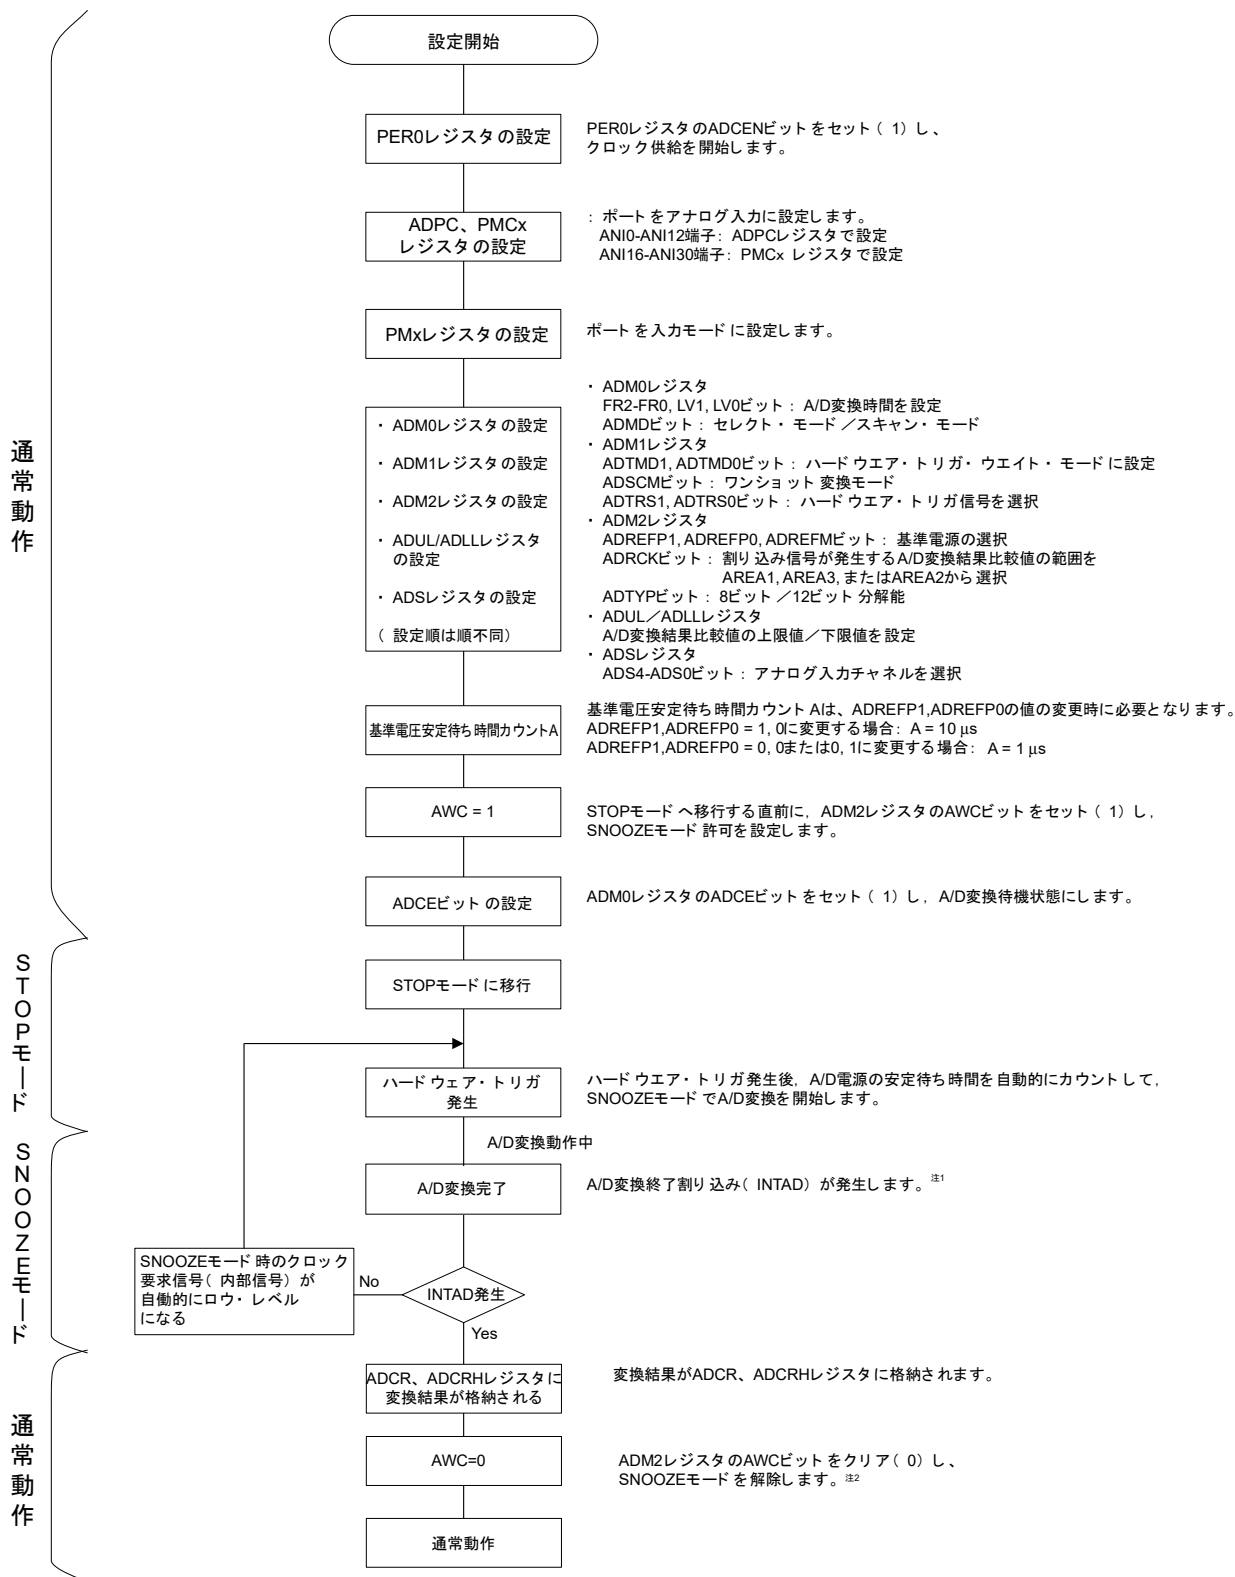 設定開始
PER0レジスタの設定
PER0レジスタのADCENビットをセット（1）し、
クロック供給を開始します。
ADPC、PMCx
レジスタの設定
：ポートをアナログ入力に設定します。
ANI0-ANI12端子：ADPCレジスタで設定
ANI16-ANI30端子：PMCx レジスタで設定
PMxレジスタの設定
ポートを入力モードに設定します。
通常動作
・ADM0レジスタの設定
・ADM1レジスタの設定
・ADM2レジスタの設定
・ADUL/ADLLレジスタ
の設定
・ADSレジスタの設定
（設定順は順不同）
・ADM0レジスタ
FR2-FR0, LV1, LV0ビット：A/D変換時間を設定
ADMDビット：セレクト・モード／スキャン・モード
・ADM1レジスタ
ADTMD1, ADTMD0ビット：ハードウエア・トリガ・ウエイト・モードに設定
ADSCMビット：ワンショット変換モード
ADTRS1, ADTRS0ビット：ハードウエア・トリガ信号を選択
・ADM2レジスタ
ADREFP1, ADREFP0, ADREFMビット：基準電源の選択
ADRCKビット：割り込み信号が発生するA/D変換結果比較値の範囲を
AREA1, AREA3, またはAREA2から選択
ADTYPビット：8ビット／12ビット分解能
・ADUL／ADLLレジスタ
A/D変換結果比較値の上限値／下限値を設定
・ADSレジスタ
ADS4-ADS0ビット：アナログ入力チャネルを選択
基準電圧安定待ち時間カウントA
基準電圧安定待ち時間カウントAは、ADREFP1,ADREFP0の値の変更時に必要となります。
ADREFP1,ADREFP0 = 1, 0に変更する場合：A = 10 μs
ADREFP1,ADREFP0 = 0, 0または0, 1に変更する場合：A = 1 μs
AWC = 1
STOPモードへ移行する直前に，ADM2レジスタのAWCビットをセット（1）し，
SNOOZEモード許可を設定します。
ADCEビットの設定
ADM0レジスタのADCEビットをセット（1）し，A/D変換待機状態にします。
STOPモード
STOPモードに移行
ハードウェア・トリガ
発生
ハードウエア・トリガ発生後，A/D電源の安定待ち時間を自動的にカウントして，
SNOOZEモードでA/D変換を開始します。
SNOOZEモード
A/D変換動作中
A/D変換完了
A/D変換終了割り込み（INTAD）が発生します。注1
SNOOZEモード時のクロック
要求信号（内部信号）が
自働的にロウ・レベル
になる
No
INTAD発生
Yes
通常動作
ADCR、ADCRHレジスタに
変換結果が格納される
変換結果がADCR、ADCRHレジスタに格納されます。
AWC=0
ADM2レジスタのAWCビットをクリア（0）し、
SNOOZEモードを解除します。注2
通常動作